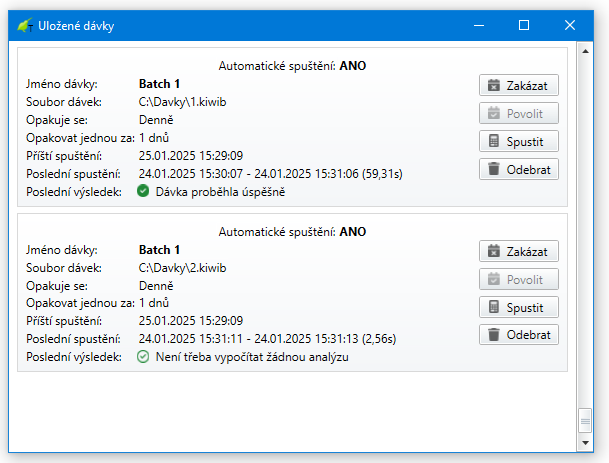 Uložené dávky
Automatické spuštění: ANO
Jméno dávky: Batch 1
Soubor dávek: C:\Davky\1.kiwib
Opakuje se: Denně
Opakovat jednou za: 1 dnů
Příští spuštění: 25.01.2025 15:29:09
Poslední spustění: 24.01.2025 15:30:07 - 24.01.2025 15:31:06 (59,31s)
Poslední výsledek: Dávka proběhla úspěšně
Zakázat
Povolit
Spustit
Odebrat
Automatické spuštění: ANO
Jméno dávky: Batch 1
Soubor dávek: C:\Davky\2.kiwib
Opakuje se: Denně
Opakovat jednou za: 1 dnů
Příští spuštění: 25.01.2025 15:29:09
Poslední spustění: 24.01.2025 15:31:11 - 24.01.2025 15:31:13 (2,56s)
Poslední výsledek: Není třeba vypočítat žádnou analýzu
Zakázat
Povolit
Spustit
Odebrat